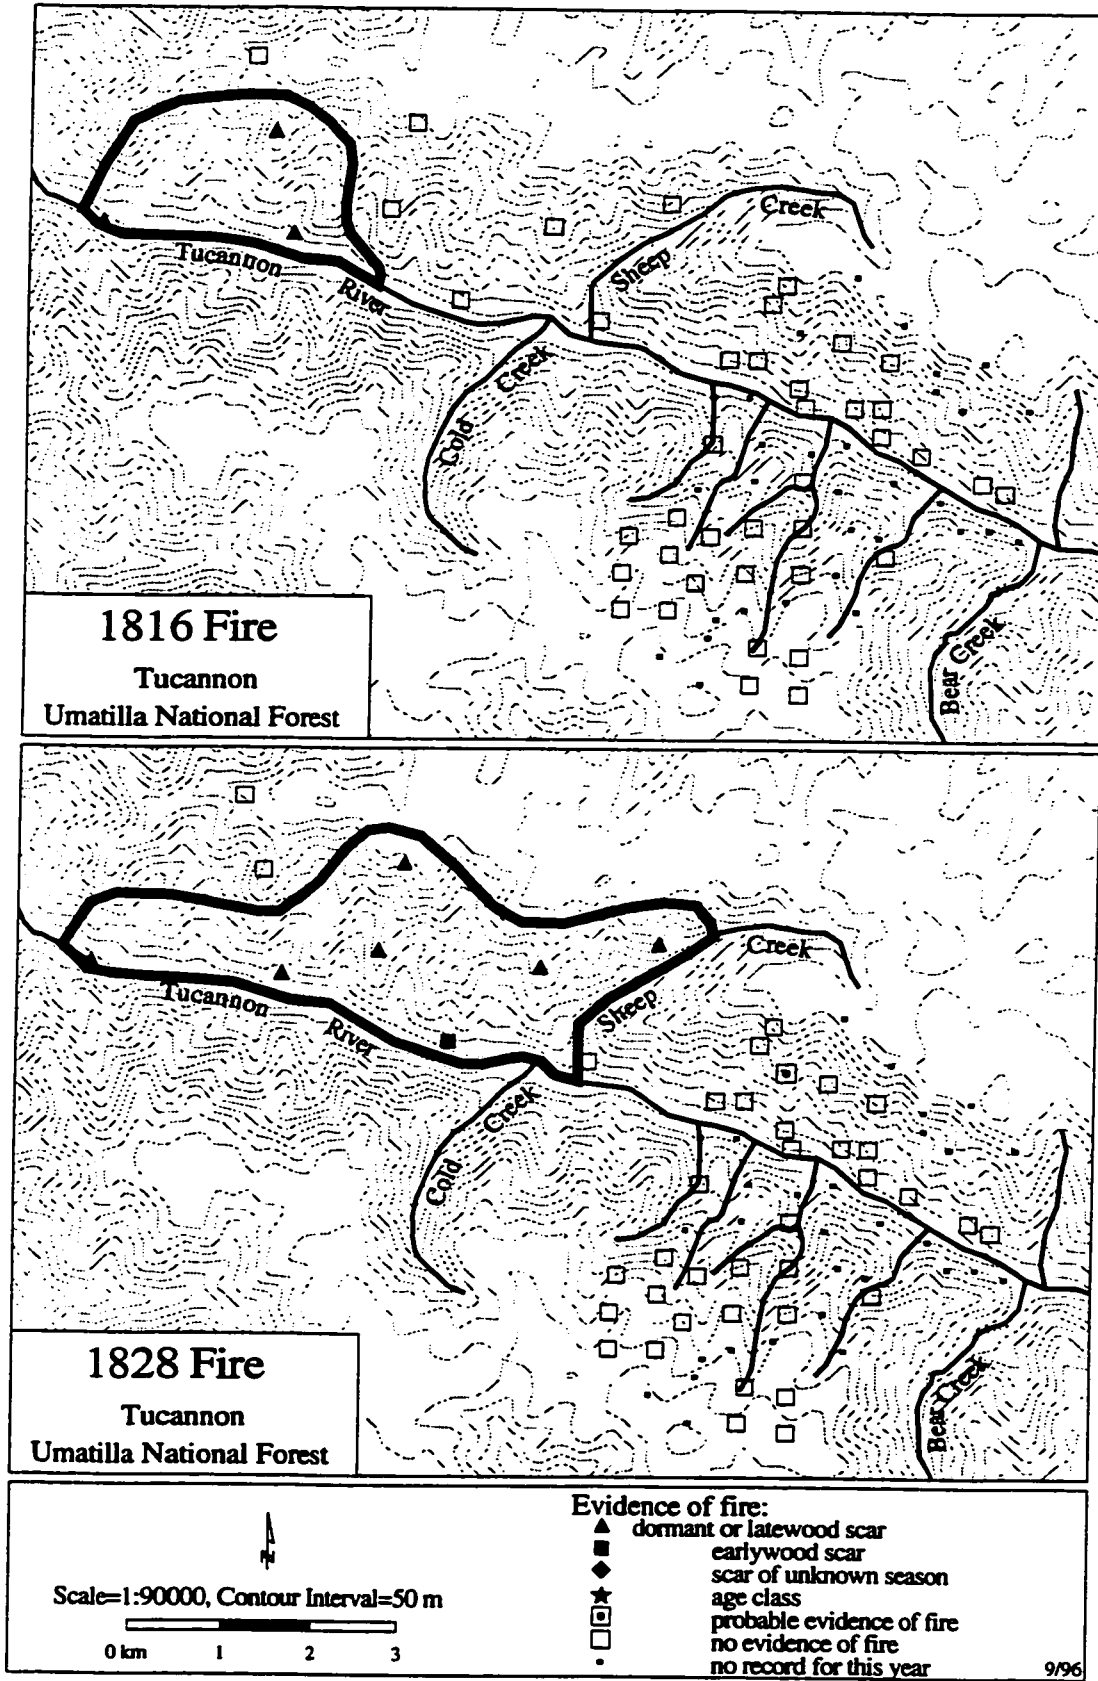 Creek
Sheep
Tucannon
River
Creek
Cold
Bear Creek
1816 Fire
Tucannon
Umatilla National Forest
Creek
Sheep
Tucannon
River
Creek
Cold
Bear Creek
1828 Fire
Tucannon
Umatilla National Forest
N
Scale=1:90000, Contour Interval=50 m
0 km 1 2 3
Evidence of fire:
dormant or latewood scar
earlywood scar
scar of unknown season
age class
probable evidence of fire
no evidence of fire
no record for this year
9/96